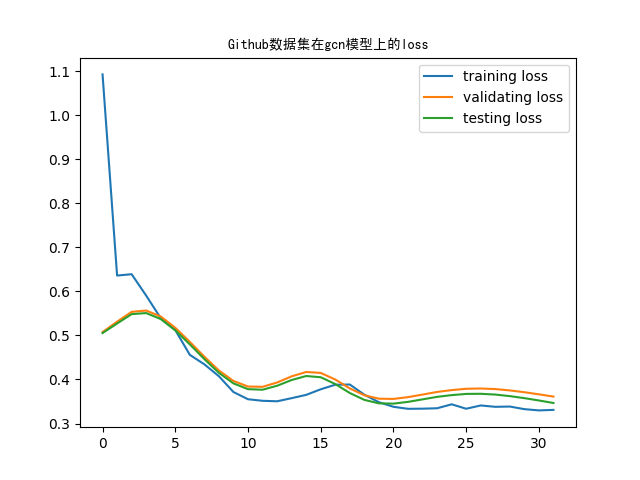 Github数据集在gcn模型上的loss
1.1
1.0
0.9
0.8
0.7
0.6
0.5
0.4
0.3
training loss
validating loss
testing loss
0 5 10 15 20 25 30